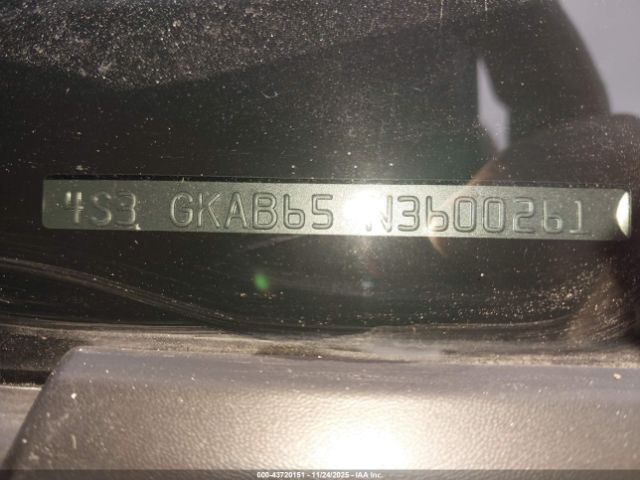 4S3 GKAB65 N3600261
000-43720151 - 11/24/2025 - IAA Inc.